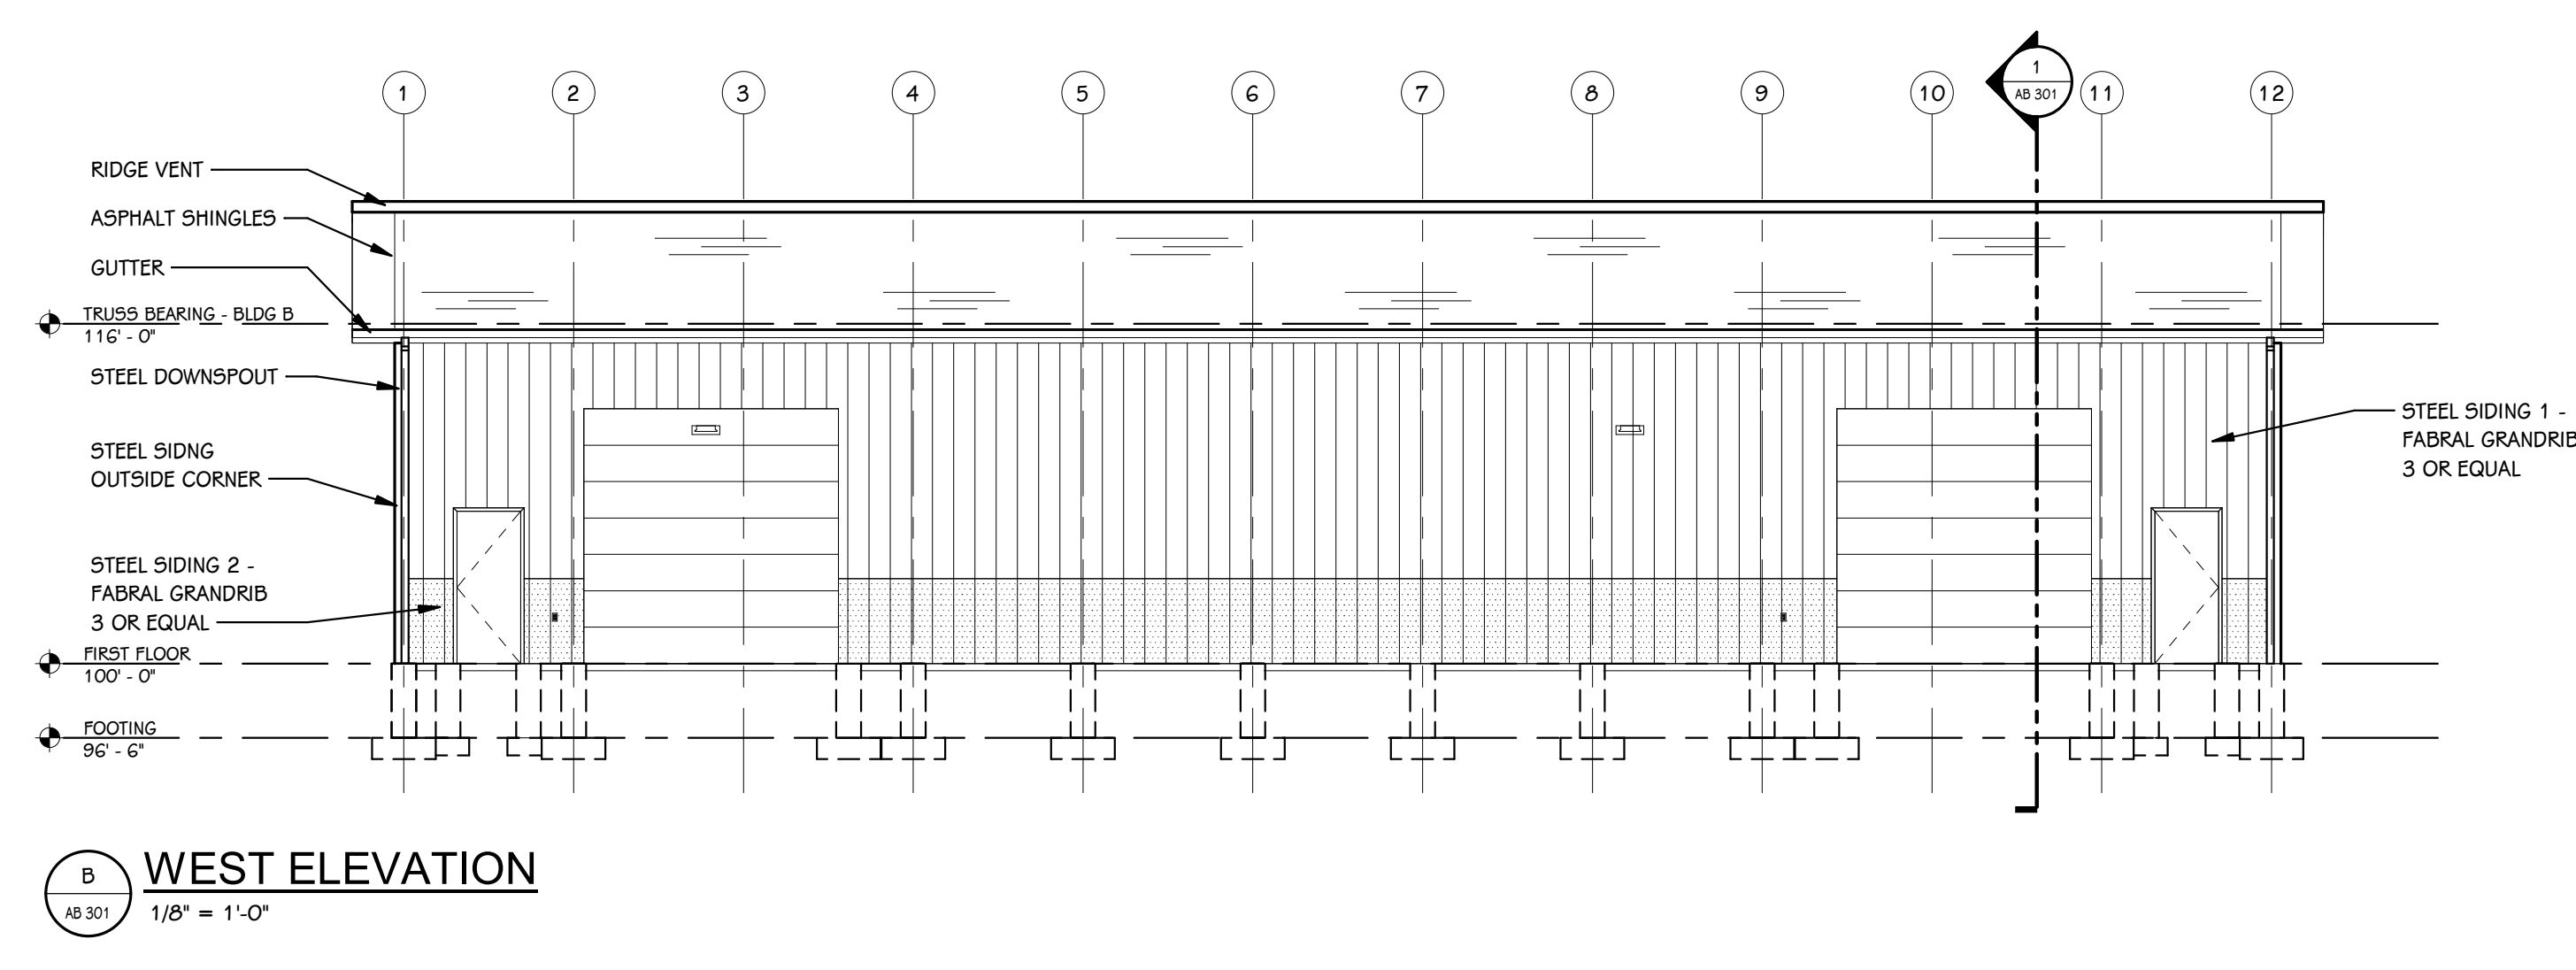 1 2 3 4 5 6 7 8 9 10 11 12
1
AB 301
RIDGE VENT
ASPHALT SHINGLES
GUTTER
TRUSS BEARING - BLDG B
116' - 0"
STEEL DOWNSPOUT
STEEL SIDNG
OUTSIDE CORNER
STEEL SIDING 2 -
FABRAL GRANDRIB
3 OR EQUAL
FIRST FLOOR
100' - 0"
FOOTING
96' - 6"
STEEL SIDING 1 -
FABRAL GRANDRIB
3 OR EQUAL
B
AB 301
WEST ELEVATION
1/8" = 1'-0"